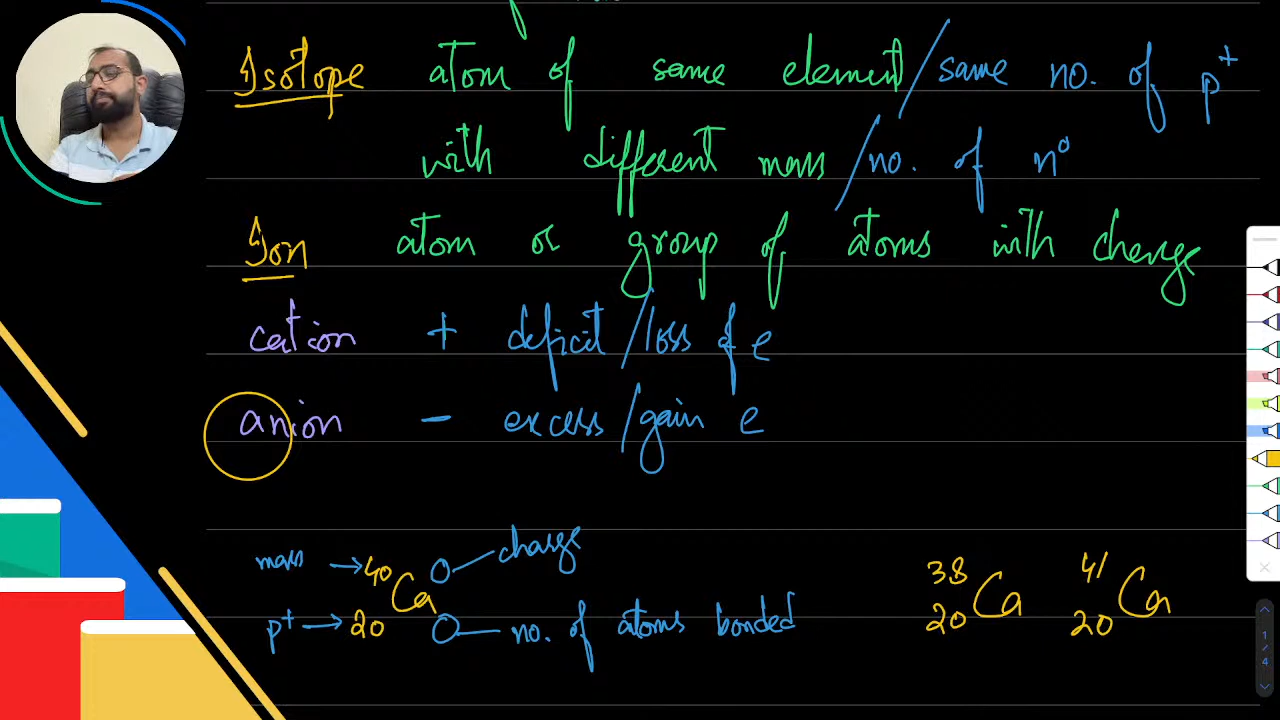 Isotope atom of same element / same no. of p+
with different mass / no. of n°
Ion atom or group of atoms with charge
cation + deficit / loss of e
anion - excess / gain e
mass → 40 Ca O — charge
p+ → 20 O — no. of atoms bonded
38 20 Ca
41 20 Ca
1 / 4